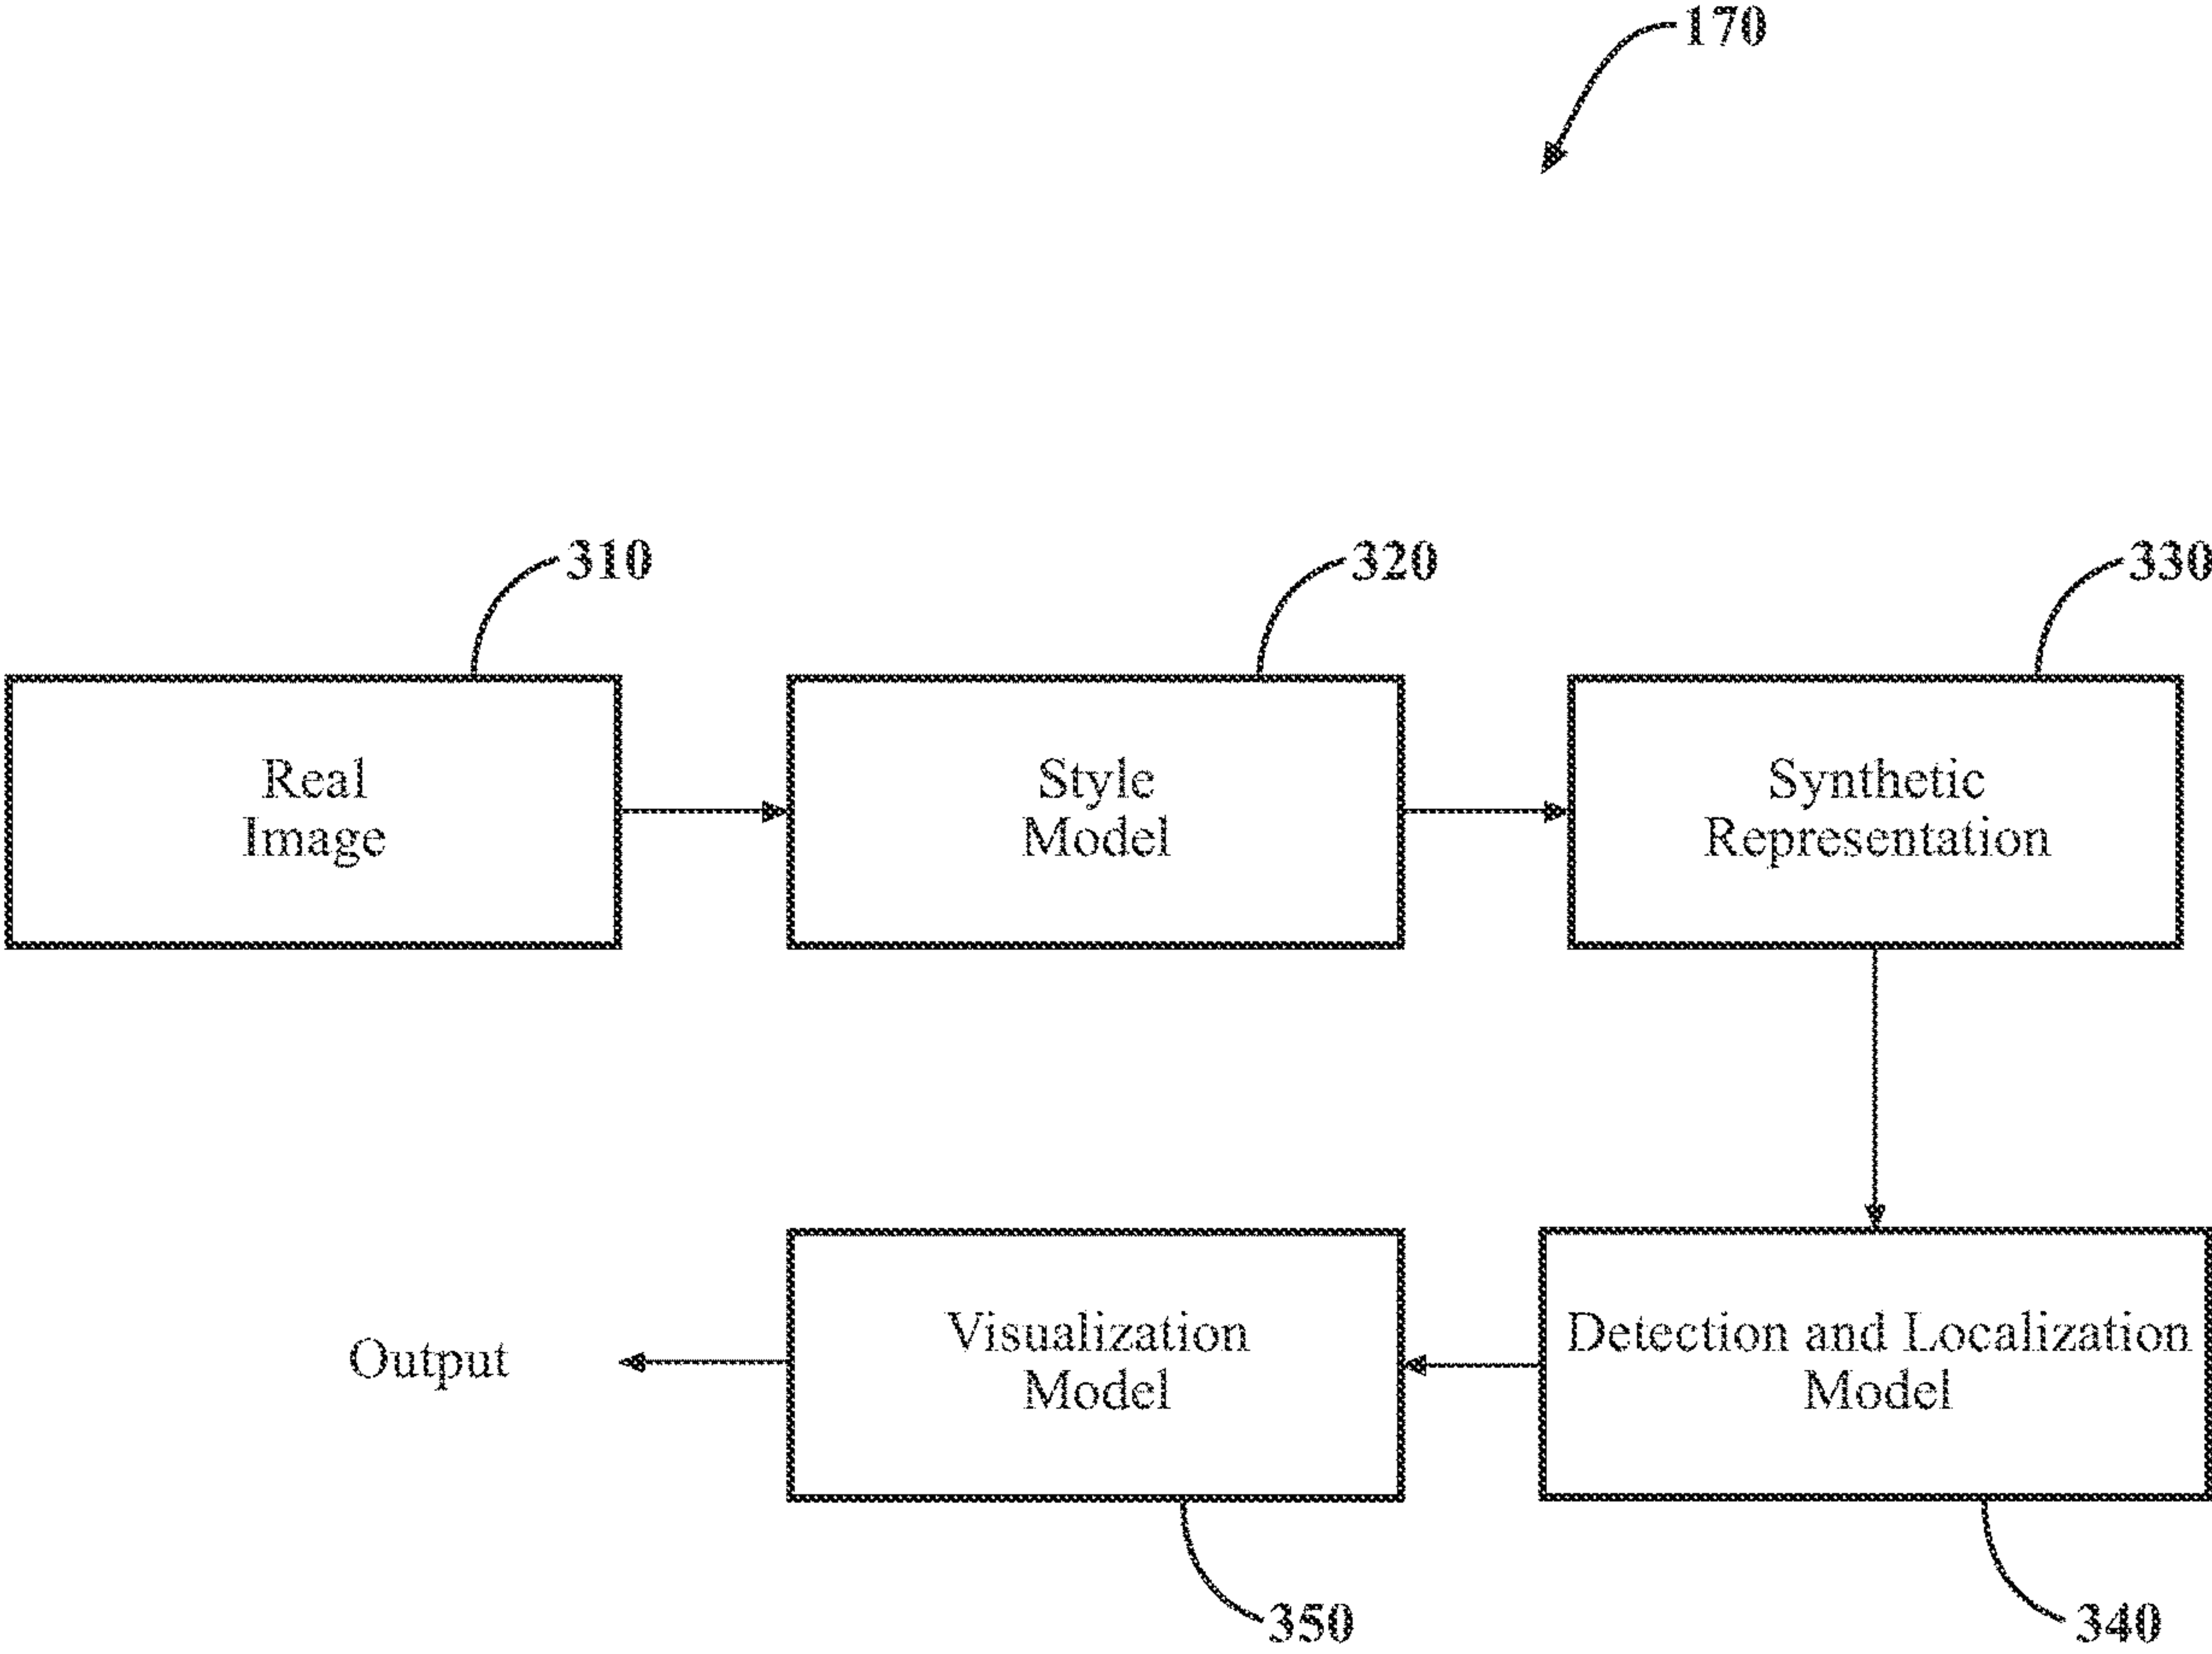 170
310
320
330
Real
Image
Style
Model
Synthetic
Representation
Output
Visualization
Model
Detection and Localization
Model
350
340